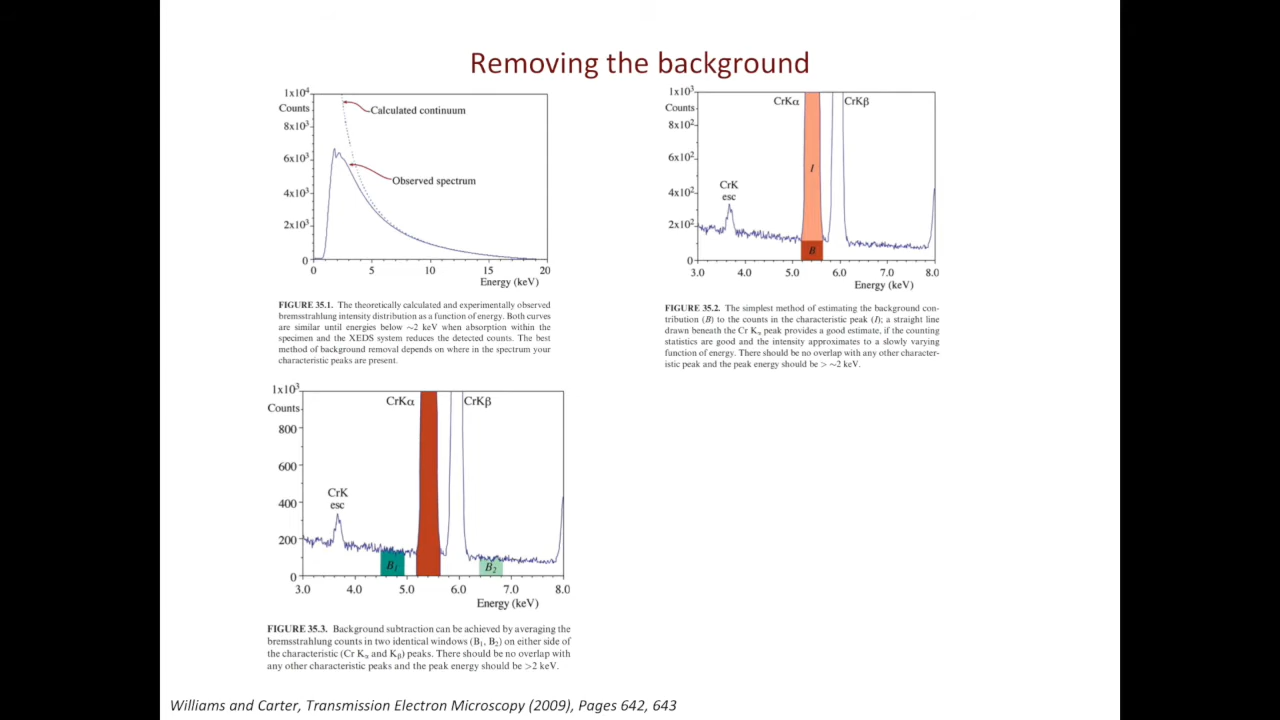 Removing the background
1x10⁴
Counts
8x10³
6x10³
4x10³
2x10³
0
Calculated continuum
Observed spectrum
0 5 10 15 20
Energy (keV)
FIGURE 35.1. The theoretically calculated and experimentally observed
bremsstrahlung intensity distribution as a function of energy. Both curves
are similar until energies below ~2 keV when absorption within the
specimen and the XEDS system reduces the detected counts. The best
method of background removal depends on where in the spectrum your
characteristic peaks are present.
1x10³
Counts
8x10²
6x10²
4x10²
2x10²
0
CrKα
CrKβ
I
CrK
esc
B
3.0 4.0 5.0 6.0 7.0 8.0
Energy (keV)
FIGURE 35.2. The simplest method of estimating the background con-
tribution (B) to the counts in the characteristic peak (I); a straight line
drawn beneath the Cr Kα peak provides a good estimate, if the counting
statistics are good and the intensity approximates to a slowly varying
function of energy. There should be no overlap with any other character-
istic peak and the peak energy should be > ~2 keV.
1x10³
Counts
800
600
400
200
0
CrKα
CrKβ
CrK
esc
B₁
B₂
3.0 4.0 5.0 6.0 7.0 8.0
Energy (keV)
FIGURE 35.3. Background subtraction can be achieved by averaging the
bremsstrahlung counts in two identical windows (B₁, B₂) on either side of
the characteristic (Cr Kα and Kβ) peaks. There should be no overlap with
any other characteristic peaks and the peak energy should be >2 keV.
Williams and Carter, Transmission Electron Microscopy (2009), Pages 642, 643